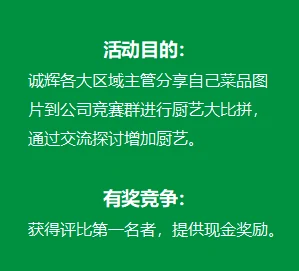 活动目的：
诚辉各大区域主管分享自己菜品图
片到公司竞赛群进行厨艺大比拼，
通过交流探讨增加厨艺。
有奖竞争：
获得评比第一名者，提供现金奖励。